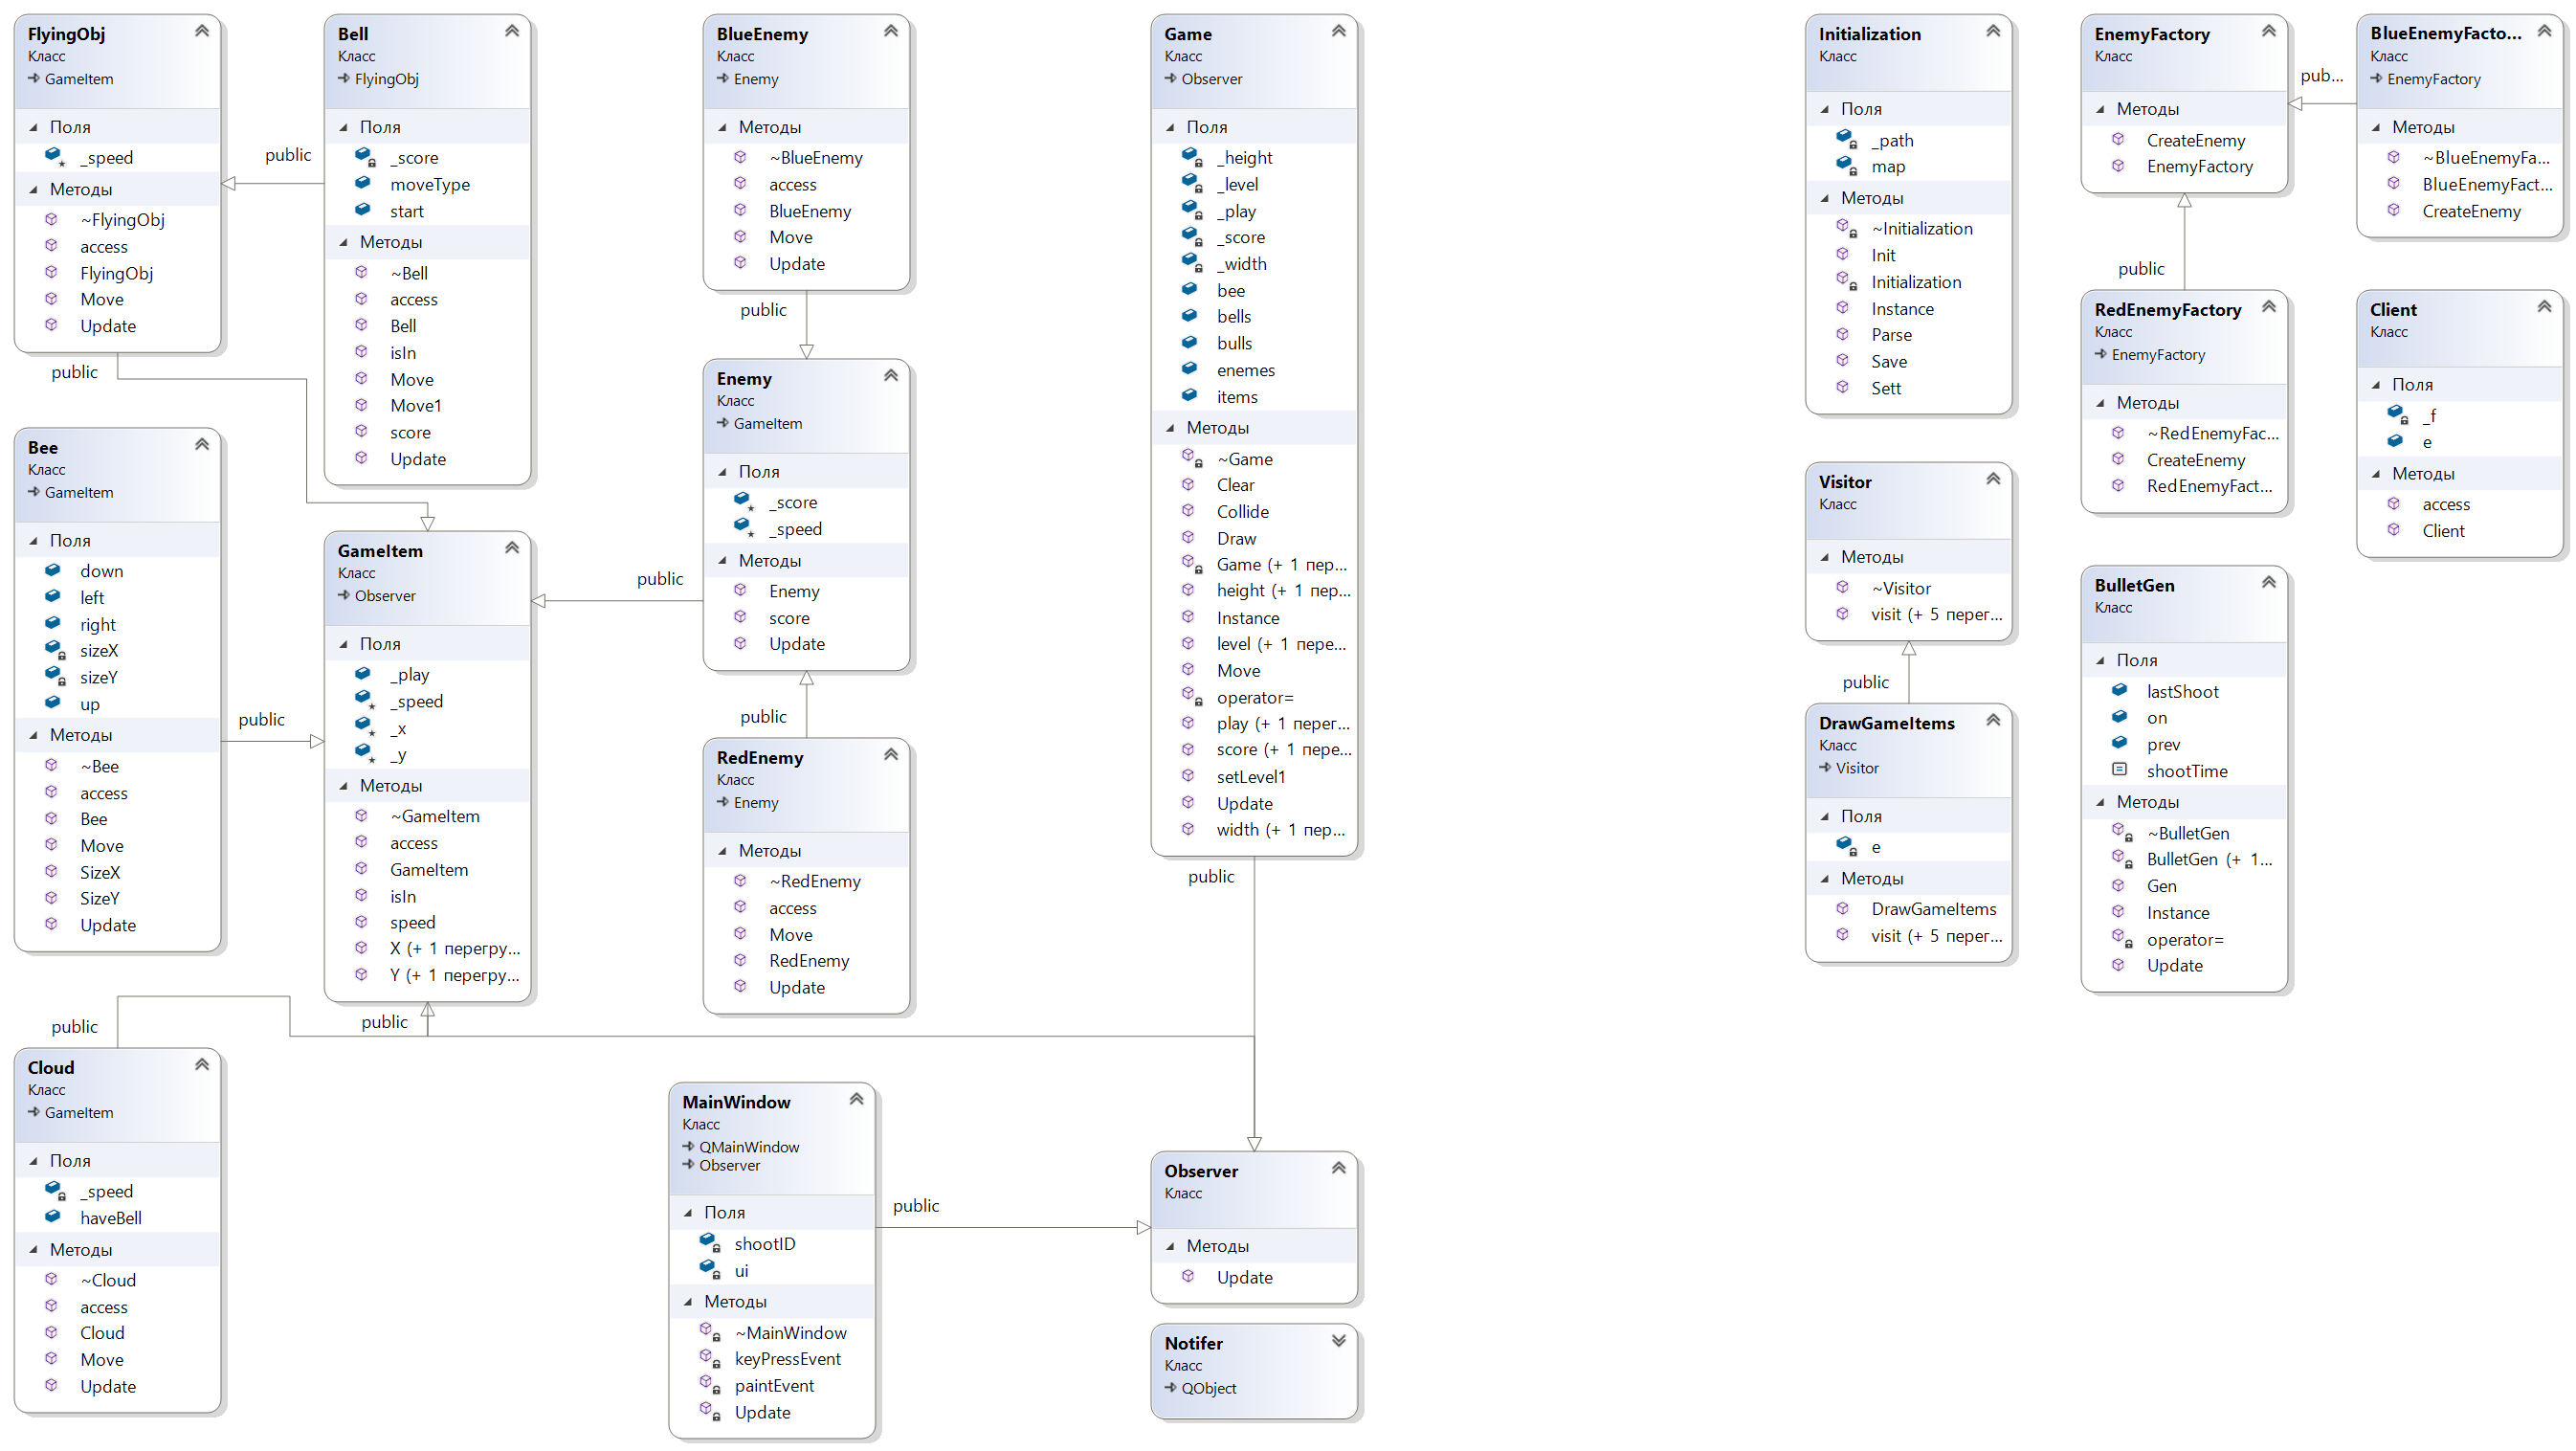 FlyingObj
Класс
GameItem
Поля
_speed
Методы
~FlyingObj
access
FlyingObj
Move
Update
public
Bell
Класс
FlyingObj
Поля
_score
moveType
start
Методы
~Bell
access
Bell
isIn
Move
Move1
score
Update
public
BlueEnemy
Класс
Enemy
Методы
~BlueEnemy
access
BlueEnemy
Move
Update
public
Enemy
Класс
GameItem
Поля
_score
_speed
Методы
Enemy
score
Update
public
public
RedEnemy
Класс
Enemy
Методы
~RedEnemy
access
Move
RedEnemy
Update
Bee
Класс
GameItem
Поля
down
left
right
sizeX
sizeY
up
Методы
~Bee
access
Bee
Move
SizeX
SizeY
Update
public
GameItem
Класс
Observer
Поля
_play
_speed
_x
_y
Методы
~GameItem
access
GameItem
isIn
speed
X (+ 1 перегру...
Y (+ 1 перегру...
public
public
Cloud
Класс
GameItem
Поля
_speed
haveBell
Методы
~Cloud
access
Cloud
Move
Update
Game
Класс
Observer
Поля
_height
_level
_play
_score
_width
bee
bells
bulls
enemes
items
Методы
~Game
Clear
Collide
Draw
Game (+ 1 пер...
height (+ 1 пер...
Instance
level (+ 1 пере...
Move
operator=
play (+ 1 перег...
score (+ 1 пере...
setLevel1
Update
width (+ 1 пер...
public
MainWindow
Класс
QMainWindow
Observer
Поля
shootID
ui
Методы
~MainWindow
keyPressEvent
paintEvent
Update
public
Observer
Класс
Методы
Update
Notifer
Класс
QObject
Initialization
Класс
Поля
_path
map
Методы
~Initialization
Init
Initialization
Instance
Parse
Save
Sett
Visitor
Класс
Методы
~Visitor
visit (+ 5 перег...
public
DrawGameItems
Класс
Visitor
Поля
e
Методы
DrawGameItems
visit (+ 5 перег...
EnemyFactory
Класс
Методы
CreateEnemy
EnemyFactory
pub...
BlueEnemyFacto...
Класс
EnemyFactory
Методы
~BlueEnemyFa...
BlueEnemyFact...
CreateEnemy
public
RedEnemyFactory
Класс
EnemyFactory
Методы
~RedEnemyFac...
CreateEnemy
RedEnemyFact...
Client
Класс
Поля
_f
e
Методы
access
Client
BulletGen
Класс
Поля
lastShoot
on
prev
shootTime
Методы
~BulletGen
BulletGen (+ 1...
Gen
Instance
operator=
Update